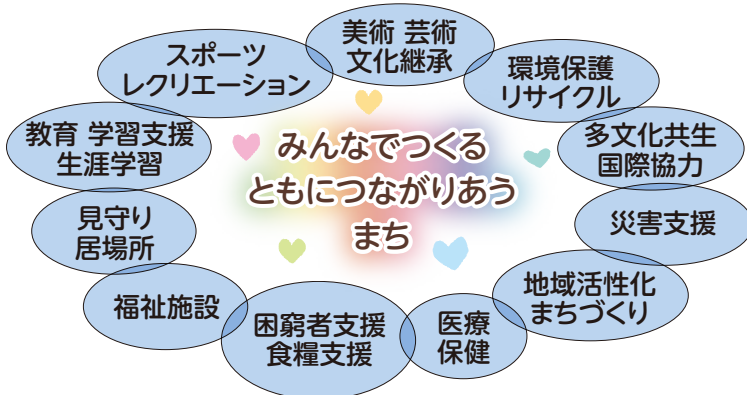 美術 芸術
文化継承
環境保護
リサイクル
多文化共生
国際協力
災害支援
地域活性化
まちづくり
医療
保健
困窮者支援
食糧支援
福祉施設
見守り
居場所
教育 学習支援
生涯学習
スポーツ
レクリエーション
みんなでつくる
ともにつながりあう
まち